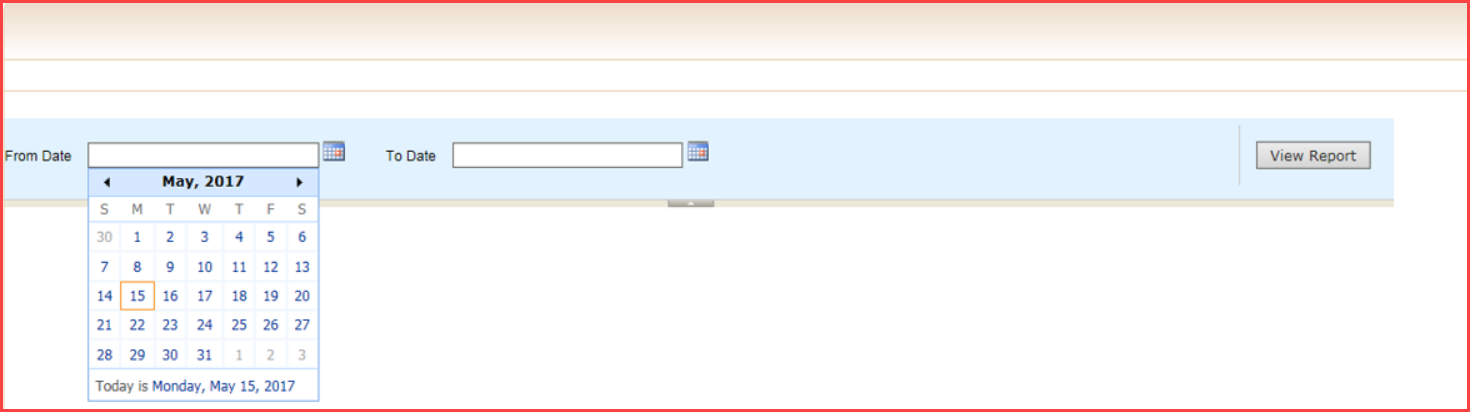 From Date To Date View Report
May, 2017
S M T W T F S
30 1 2 3 4 5 6
7 8 9 10 11 12 13
14 15 16 17 18 19 20
21 22 23 24 25 26 27
28 29 30 31 1 2 3
Today is Monday, May 15, 2017